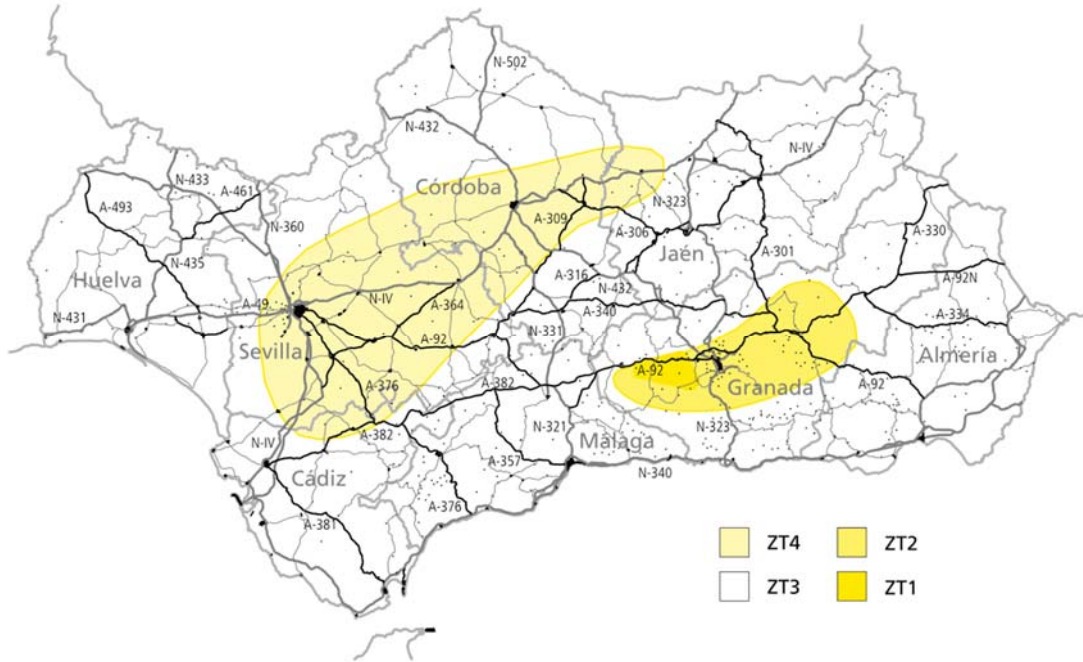 N-502
N-432
N-IV
N-433
A-461
Córdoba
A-493
N-360
A-309
N-323
A-306
A-330
N-435
Jaén
A-301
Huelva
A-316
A-92N
N-432
A-49
N-IV
A-364
A-340
N-431
A-334
N-331
Sevilla
A-92
Almería
A-92
A-376
A-382
Granada
A-92
N-323
A-382
N-321
N-IV
Málaga
A-357
N-340
Cádiz
A-376
A-381
ZT4
ZT2
ZT3
ZT1